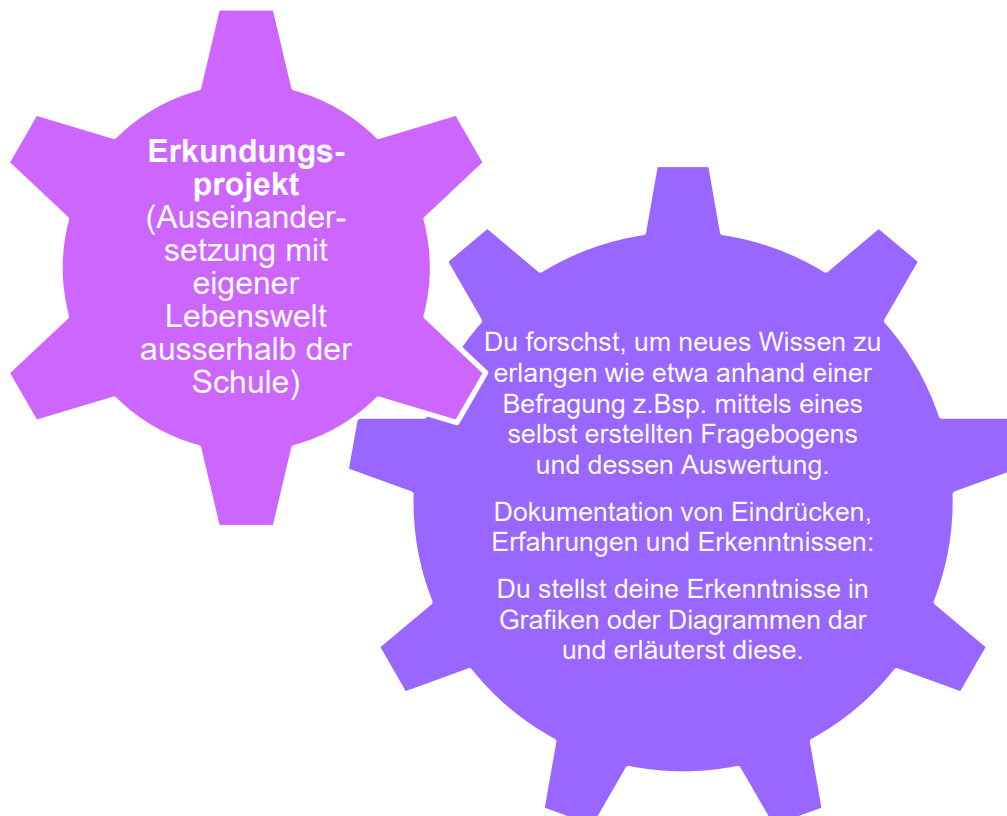 Erkundungs-
projekt
(Auseinander-
setzung mit
eigener
Lebenswelt
ausserhalb der
Schule)
Du forschst, um neues Wissen zu
erlangen wie etwa anhand einer
Befragung z.Bsp. mittels eines
selbst erstellten Fragebogens
und dessen Auswertung.
Dokumentation von Eindrücken,
Erfahrungen und Erkenntnissen:
Du stellst deine Erkenntnisse in
Grafiken oder Diagrammen dar
und erläuterst diese.